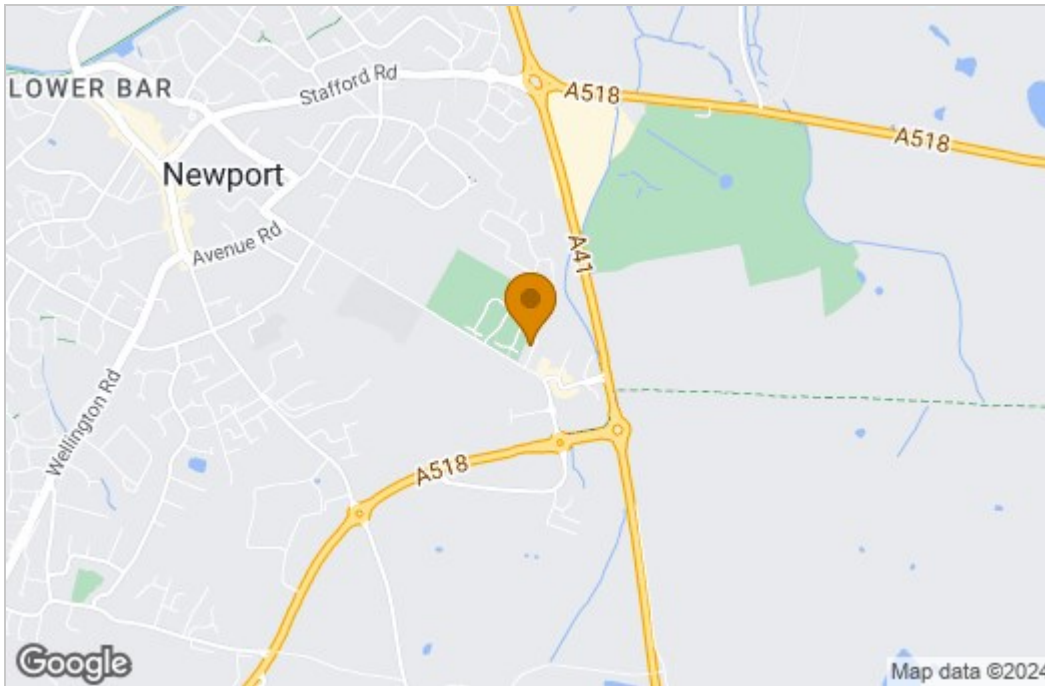 LOWER BAR
Stafford Rd
A518
A518
Newport
Avenue Rd
A41
Wellington Rd
A518
Google
Map data ©2024